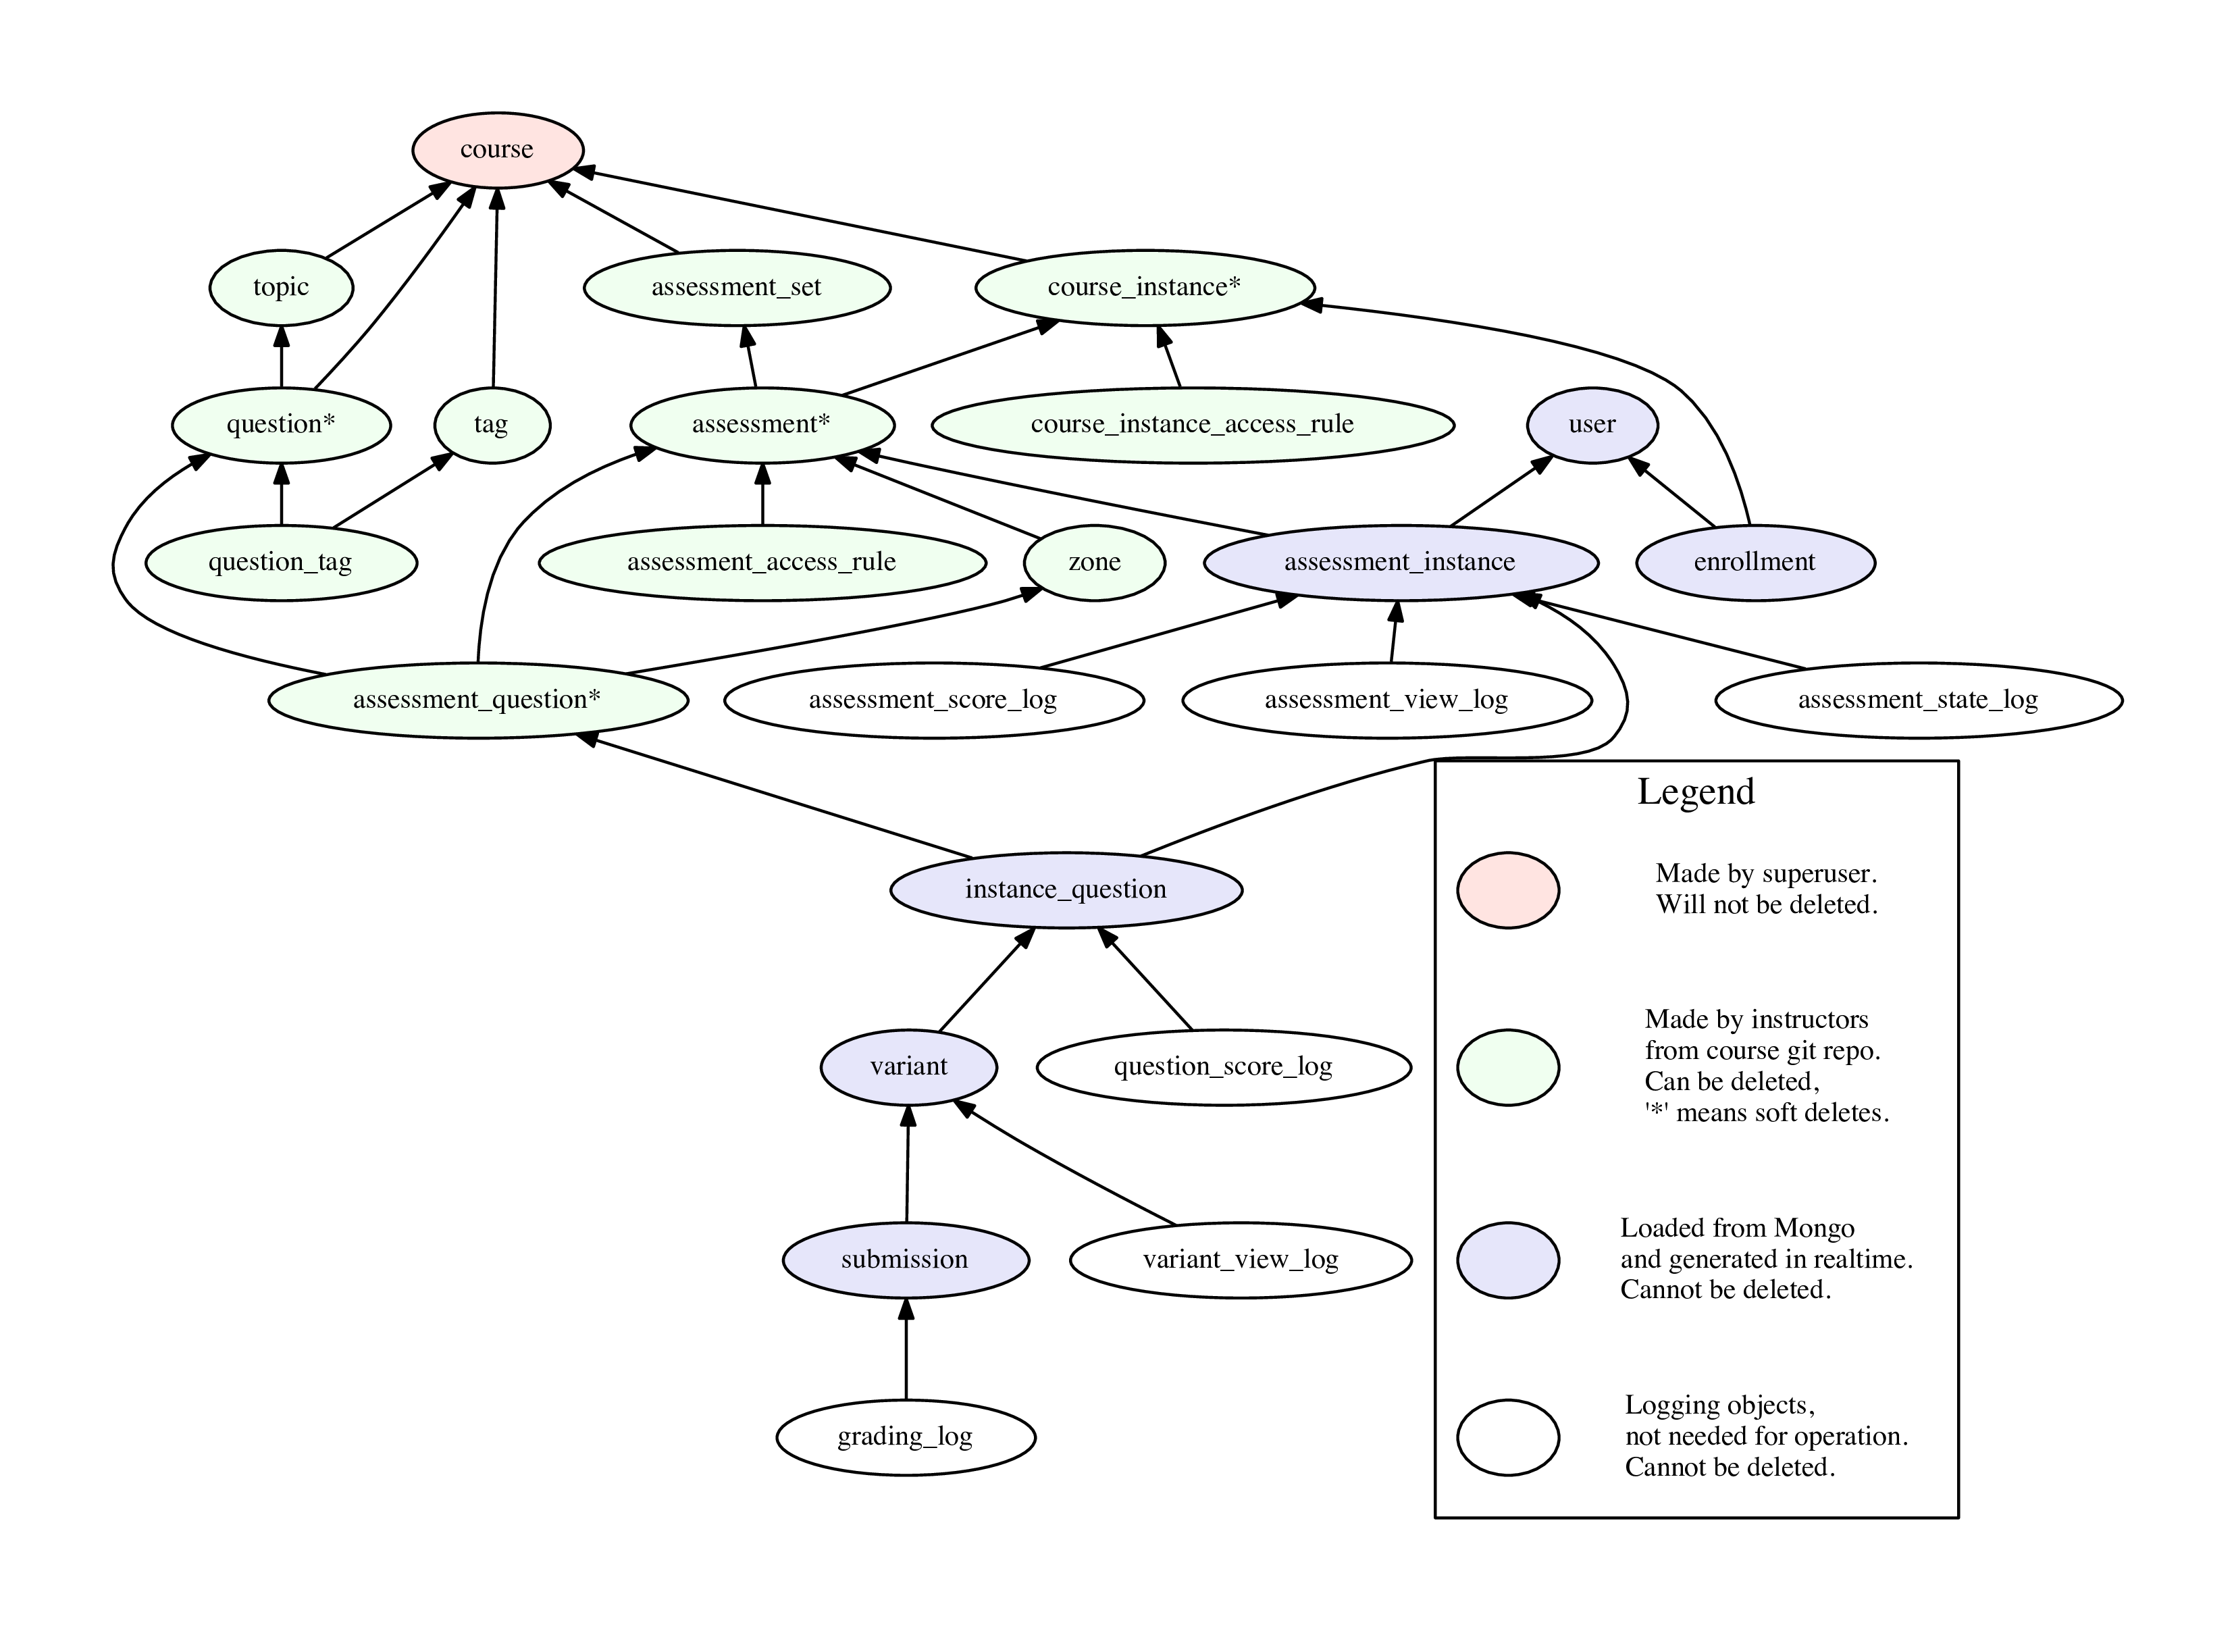 course
topic
assessment_set
course_instance*
question*
tag
assessment*
course_instance_access_rule
user
question_tag
assessment_access_rule
zone
assessment_instance
enrollment
assessment_question*
assessment_score_log
assessment_view_log
assessment_state_log
instance_question
variant
question_score_log
submission
variant_view_log
grading_log
Legend
Made by superuser.
Will not be deleted.
Made by instructors
from course git repo.
Can be deleted,
'*' means soft deletes.
Loaded from Mongo
and generated in realtime.
Cannot be deleted.
Logging objects,
not needed for operation.
Cannot be deleted.